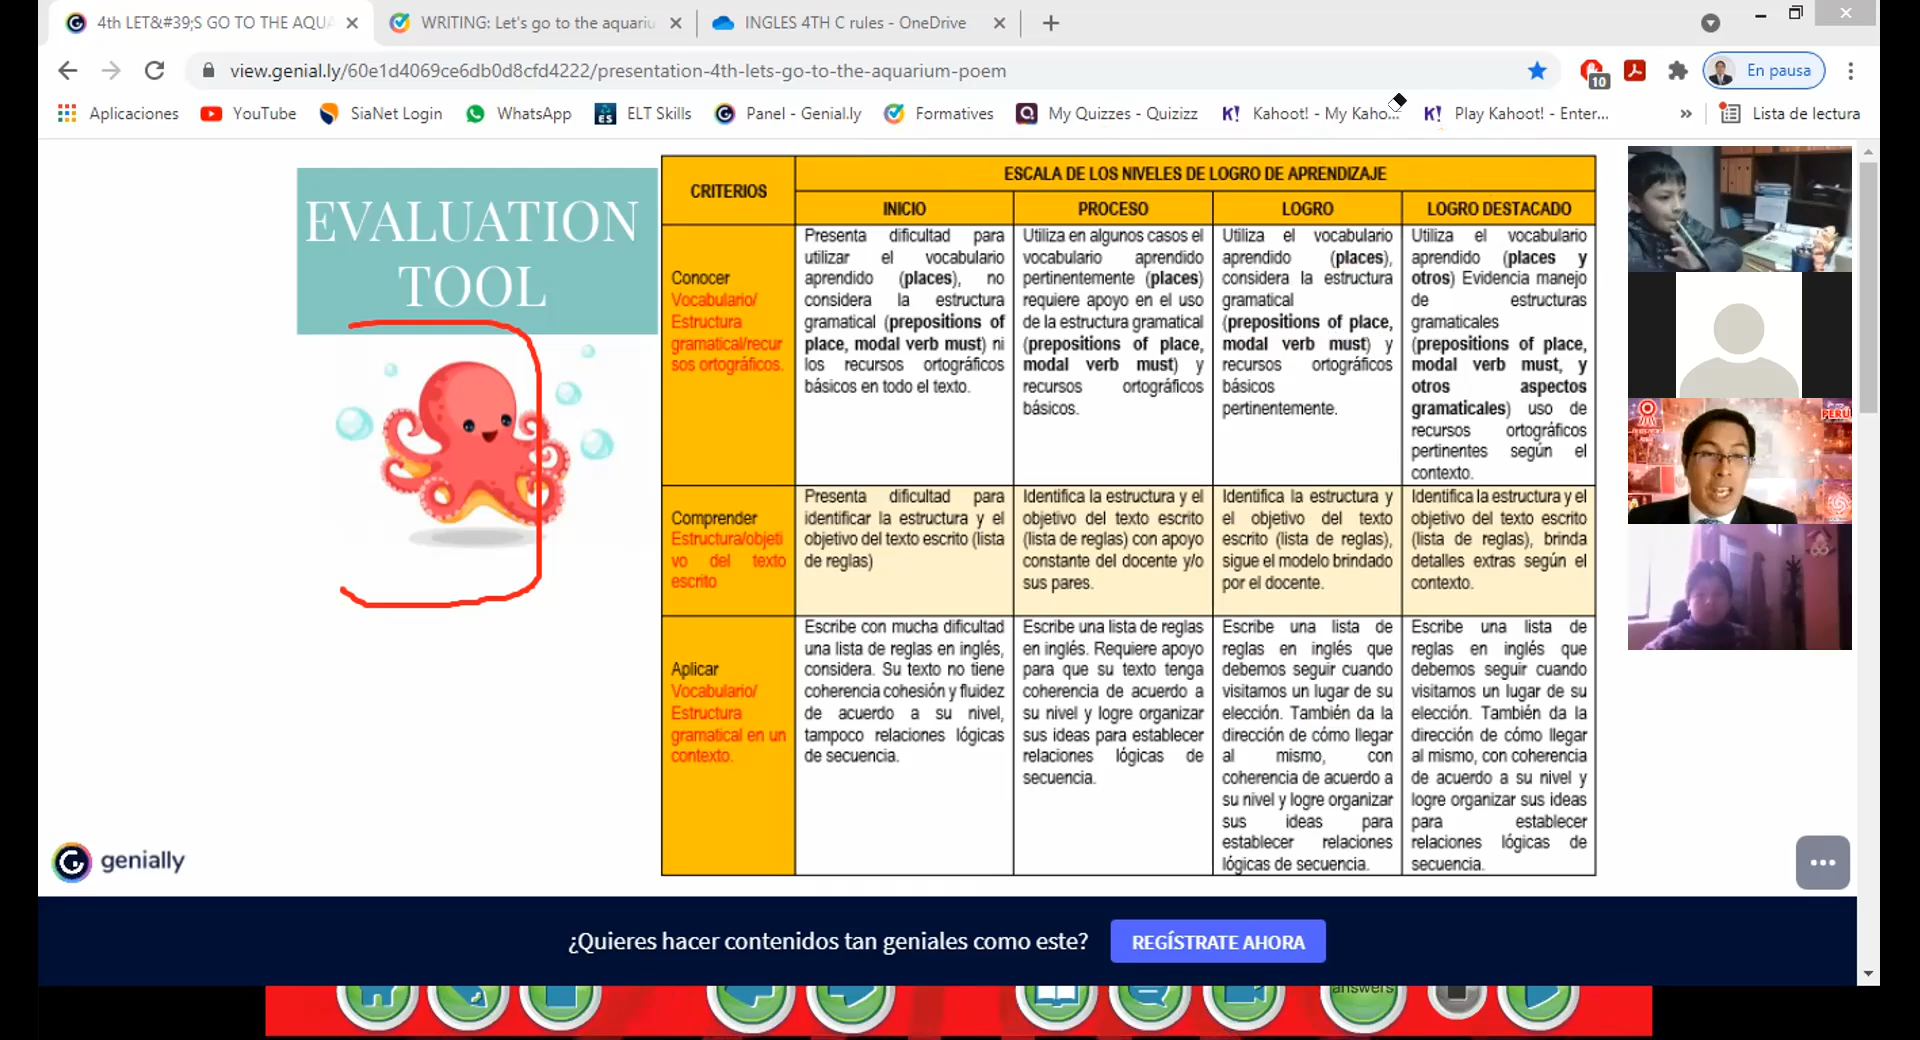 4th LET&#39;S GO TO THE AQUA
WRITING: Let's go to the aquariu
INGLES 4TH C rules - OneDrive
view.genial.ly/60e1d4069ce6db0d8cfd4222/presentation-4th-lets-go-to-the-aquarium-poem
10
En pausa
Aplicaciones
YouTube
SiaNet Login
WhatsApp
ES
ELT Skills
Panel - Genial.ly
Formatives
My Quizzes - Quizizz
K!
Kahoot! - My Kaho...
K!
Play Kahoot! - Enter...
»
Lista de lectura
EVALUATION
TOOL
CRITERIOS
ESCALA DE LOS NIVELES DE LOGRO DE APRENDIZAJE
INICIO
PROCESO
LOGRO
LOGRO DESTACADO
Conocer
Vocabulario/
Estructura
gramatical/recur
sos ortográficos.
Presenta dificultad para
utilizar el vocabulario
aprendido (places), no
considera la estructura
gramatical (prepositions of
place, modal verb must) ni
los recursos ortográficos
básicos en todo el texto.
Utiliza en algunos casos el
vocabulario aprendido
pertinentemente (places)
requiere apoyo en el uso
de la estructura gramatical
(prepositions of place,
modal verb must) y
recursos ortográficos
básicos.
Utiliza el vocabulario
aprendido (places),
considera la estructura
gramatical
(prepositions of place,
modal verb must) y
recursos ortográficos
básicos
pertinentemente.
Utiliza el vocabulario
aprendido (places y
otros) Evidencia manejo
de estructuras
gramaticales
(prepositions of place,
modal verb must, y
otros aspectos
gramaticales) uso de
recursos ortográficos
pertinentes según el
contexto.
Comprender
Estructura/objeti
vo del texto
escrito
Presenta dificultad para
identificar la estructura y el
objetivo del texto escrito (lista
de reglas)
Identifica la estructura y el
objetivo del texto escrito
(lista de reglas) con apoyo
constante del docente y/o
sus pares.
Identifica la estructura y
el objetivo del texto
escrito (lista de reglas),
sigue el modelo brindado
por el docente.
Identifica la estructura y el
objetivo del texto escrito
(lista de reglas), brinda
detalles extras según el
contexto.
Aplicar
Vocabulario/
Estructura
gramatical en un
contexto.
Escribe con mucha dificultad
una lista de reglas en inglés,
considera. Su texto no tiene
coherencia cohesión y fluidez
de acuerdo a su nivel,
tampoco relaciones lógicas
de secuencia.
Escribe una lista de reglas
en inglés. Requiere apoyo
para que su texto tenga
coherencia de acuerdo a
su nivel y logre organizar
sus ideas para establecer
relaciones lógicas de
secuencia.
Escribe una lista de
reglas en inglés que
debemos seguir cuando
visitamos un lugar de su
elección. También da la
dirección de cómo llegar
al mismo, con
coherencia de acuerdo a
su nivel y logre organizar
sus ideas para
establecer relaciones
lógicas de secuencia.
Escribe una lista de
reglas en inglés que
debemos seguir cuando
visitamos un lugar de su
elección. También da la
dirección de cómo llegar
al mismo, con coherencia
de acuerdo a su nivel y
logre organizar sus ideas
para establecer
relaciones lógicas de
secuencia.
PERÚ
genially
¿Quieres hacer contenidos tan geniales como este?
REGÍSTRATE AHORA
answers